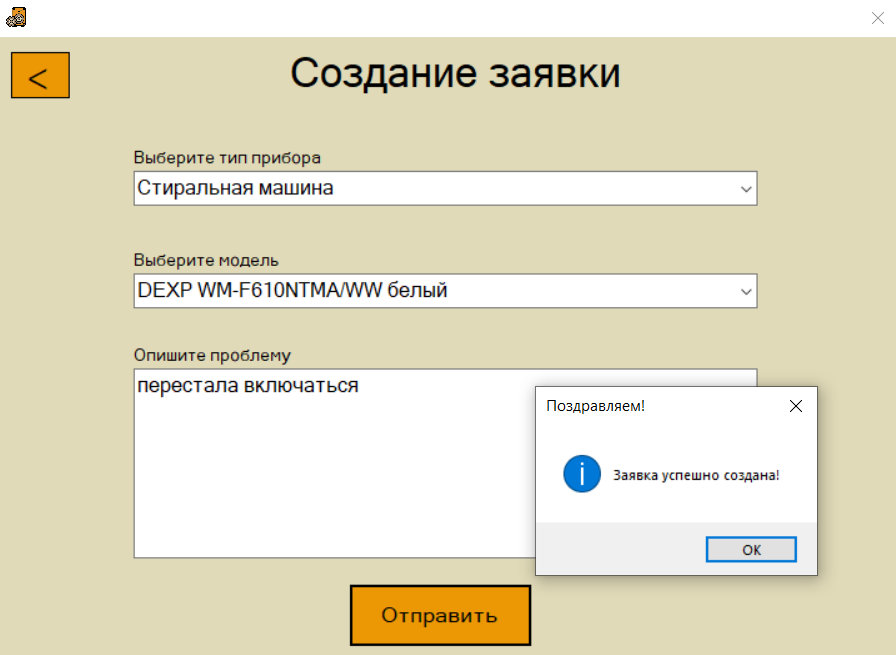 <
Создание заявки
Выберите тип прибора
Стиральная машина
Выберите модель
DEXP WM-F610NTMA/WW белый
Опишите проблему
перестала включаться
Поздравляем!
Заявка успешно создана!
OK
Отправить